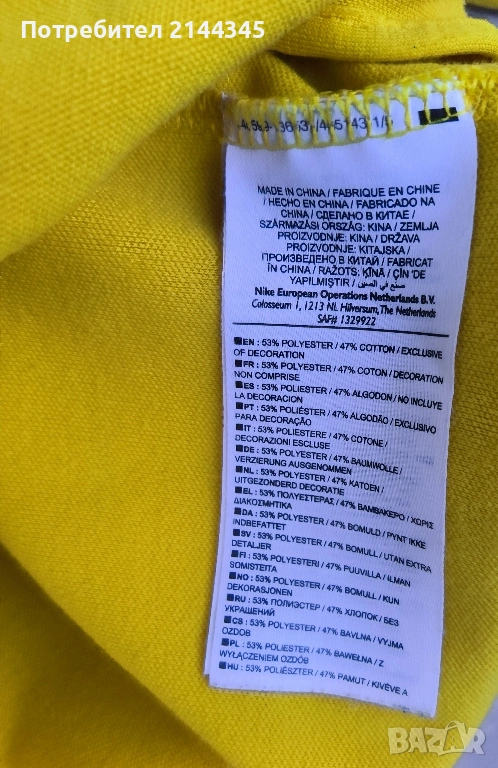 Потребител 2144345
MADE IN CHINA / FABRIQUE EN CHINE
/ HECHO EN CHINA / FABRICADO NA
CHINA / СДЕЛАНО В КИТАЕ /
SZÁRMAZÁSI ORSZÁG: KINA / ZEMLJA
PROIZVODNJE: KINA / DRŽAVA
PROIZVODNJE: KITAJSKA /
ПРОИЗВЕДЕНО В КИТАЙ / FABRICAT
ÎN CHINA / RAŽOTS: ĶĪNĀ / ÇİN 'DE
YAPILMIŞTIR / صنع في الصين
Nike European Operations Netherlands B.V.
Colosseum 1, 1213 NL Hilversum, The Netherlands
SAF# 1329922
EN : 53% POLYESTER / 47% COTTON / EXCLUSIVE
OF DECORATION
FR : 53% POLYESTER / 47% COTON / DECORATION
NON COMPRISE
ES : 53% POLIESTER / 47% ALGODON / NO INCLUYE
LA DECORACION
PT : 53% POLIÉSTER / 47% ALGODÃO / EXCLUSIVO
PARA DECORAÇÃO
IT : 53% POLIESTERE / 47% COTONE /
DECORAZIONI ESCLUSE
DE : 53% POLYESTER / 47% BAUMWOLLE /
VERZIERUNG AUSGENOMMEN
NL : 53% POLYESTER / 47% KATOEN /
UITGEZONDERD DECORATIE
EL : 53% ΠΟΛΥΕΣΤΕΡΑΣ / 47% ΒΑΜΒΑΚΕΡΟ / ΧΩΡΙΣ
ΔΙΑΚΟΣΜΗΤΙΚΑ
DA : 53% POLYESTER / 47% BOMULD / PYNT IKKE
INDBEFATTET
SV : 53% POLYESTER / 47% BOMULL / UTAN EXTRA
DETALJER
FI : 53% POLYESTERI / 47% PUUVILLA / ILMAN
SOMISTEITA
NO : 53% POLYESTER / 47% BOMULL / KUN
DEKORASJONEN
RU : 53% ПОЛИЭСТЕР / 47% ХЛОПОК / БЕЗ
УКРАШЕНИЙ
CS : 53% POLYESTER / 47% BAVLNA / VYJMA
OZDOB
PL : 53% POLIESTER / 47% BAWEŁNA / Z
WYŁĄCZENIEM OZDÓB
HU : 53% POLIÉSZTER / 47% PAMUT / KIVÉVE A
BAZAR